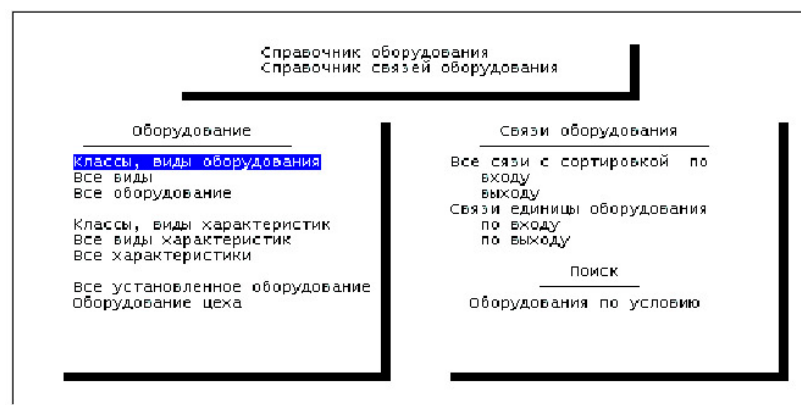 Справочник оборудования
Справочник связей оборудования
Оборудование
Классы, виды оборудования
Все виды
Все оборудование
Классы, виды характеристик
Все виды характеристик
Все характеристики
Все установленное оборудование
Оборудование цеха
Связи оборудования
Все сязи с сортировкой по
входу
выходу
Связи единицы оборудования
по входу
по выходу
Поиск
Оборудования по условию